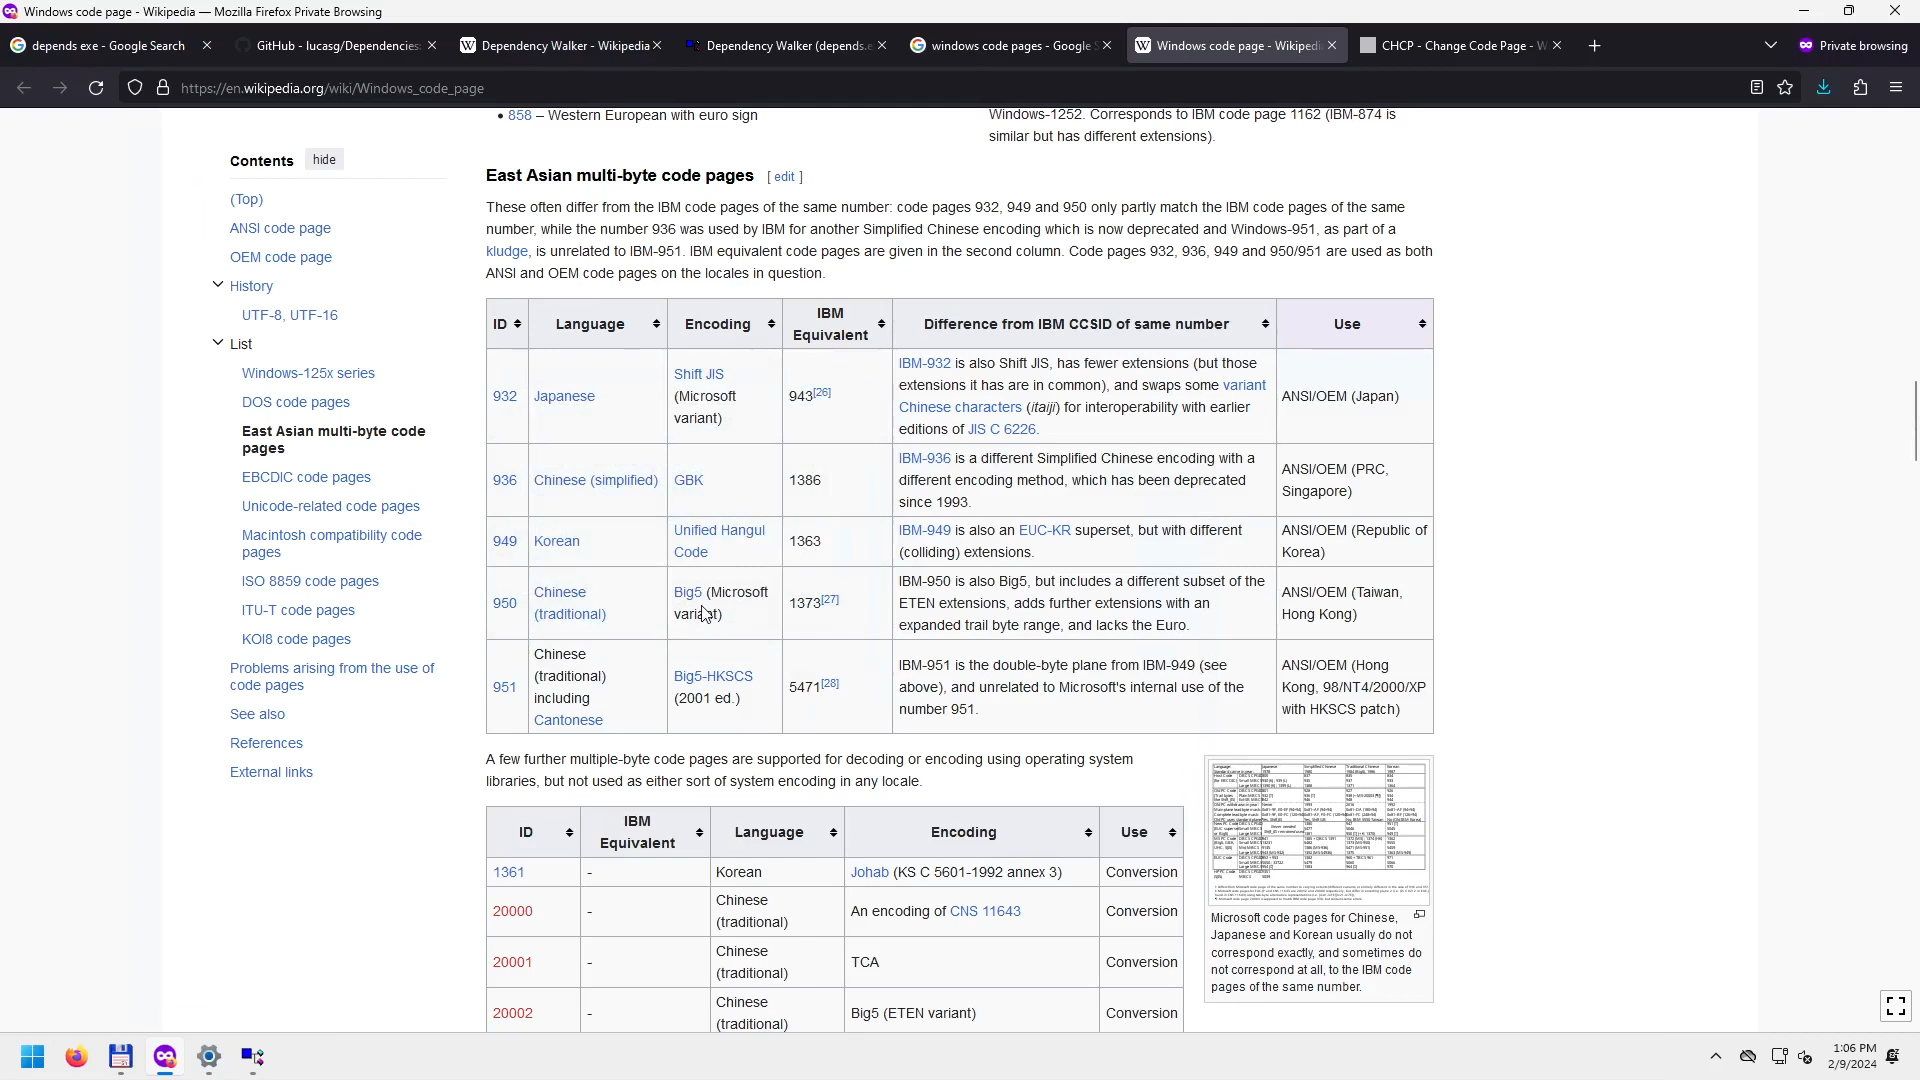 Windows code page - Wikipedia — Mozilla Firefox Private Browsing
depends exe - Google Search
GitHub - lucasg/Dependencies:
Dependency Walker - Wikipedia
Dependency Walker (depends.e
windows code pages - Google S
Windows code page - Wikipedi
CHCP - Change Code Page - W
Private browsing
https://en.wikipedia.org/wiki/Windows_code_page
• 858 – Western European with euro sign
Windows-1252. Corresponds to IBM code page 1162 (IBM-874 is
similar but has different extensions).
Contents
hide
(Top)
ANSI code page
OEM code page
History
UTF-8, UTF-16
List
Windows-125x series
DOS code pages
East Asian multi-byte code
pages
EBCDIC code pages
Unicode-related code pages
Macintosh compatibility code
pages
ISO 8859 code pages
ITU-T code pages
KOI8 code pages
Problems arising from the use of
code pages
See also
References
External links
East Asian multi-byte code pages [ edit ]
These often differ from the IBM code pages of the same number: code pages 932, 949 and 950 only partly match the IBM code pages of the same
number, while the number 936 was used by IBM for another Simplified Chinese encoding which is now deprecated and Windows-951, as part of a
kludge, is unrelated to IBM-951. IBM equivalent code pages are given in the second column. Code pages 932, 936, 949 and 950/951 are used as both
ANSI and OEM code pages on the locales in question.
ID
Language
Encoding
IBM
Equivalent
Difference from IBM CCSID of same number
Use
932
Japanese
Shift JIS
(Microsoft
variant)
943[26]
IBM-932 is also Shift JIS, has fewer extensions (but those
extensions it has are in common), and swaps some variant
Chinese characters (itaiji) for interoperability with earlier
editions of JIS C 6226.
ANSI/OEM (Japan)
936
Chinese (simplified)
GBK
1386
IBM-936 is a different Simplified Chinese encoding with a
different encoding method, which has been deprecated
since 1993.
ANSI/OEM (PRC,
Singapore)
949
Korean
Unified Hangul
Code
1363
IBM-949 is also an EUC-KR superset, but with different
(colliding) extensions.
ANSI/OEM (Republic of
Korea)
950
Chinese
(traditional)
Big5 (Microsoft
variant)
1373[27]
IBM-950 is also Big5, but includes a different subset of the
ETEN extensions, adds further extensions with an
expanded trail byte range, and lacks the Euro.
ANSI/OEM (Taiwan,
Hong Kong)
951
Chinese
(traditional)
including
Cantonese
Big5-HKSCS
(2001 ed.)
5471[28]
IBM-951 is the double-byte plane from IBM-949 (see
above), and unrelated to Microsoft's internal use of the
number 951.
ANSI/OEM (Hong
Kong, 98/NT4/2000/XP
with HKSCS patch)
A few further multiple-byte code pages are supported for decoding or encoding using operating system
libraries, but not used as either sort of system encoding in any locale.
ID
IBM
Equivalent
Language
Encoding
Use
1361
-
Korean
Johab (KS C 5601-1992 annex 3)
Conversion
20000
-
Chinese
(traditional)
An encoding of CNS 11643
Conversion
20001
-
Chinese
(traditional)
TCA
Conversion
20002
-
Chinese
(traditional)
Big5 (ETEN variant)
Conversion
Microsoft code pages for Chinese,
Japanese and Korean usually do not
correspond exactly, and sometimes do
not correspond at all, to the IBM code
pages of the same number.
1:06 PM
2/9/2024